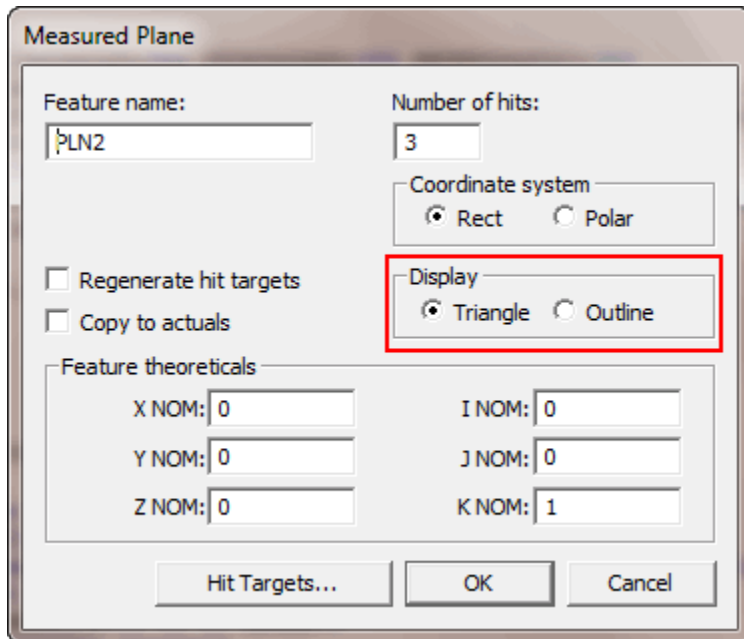 Measured Plane
Feature name:
PLN2
Number of hits:
3
Coordinate system
Rect Polar
Regenerate hit targets
Copy to actuals
Display
Triangle Outline
Feature theoreticals
X NOM: 0 I NOM: 0
Y NOM: 0 J NOM: 0
Z NOM: 0 K NOM: 1
Hit Targets... OK Cancel